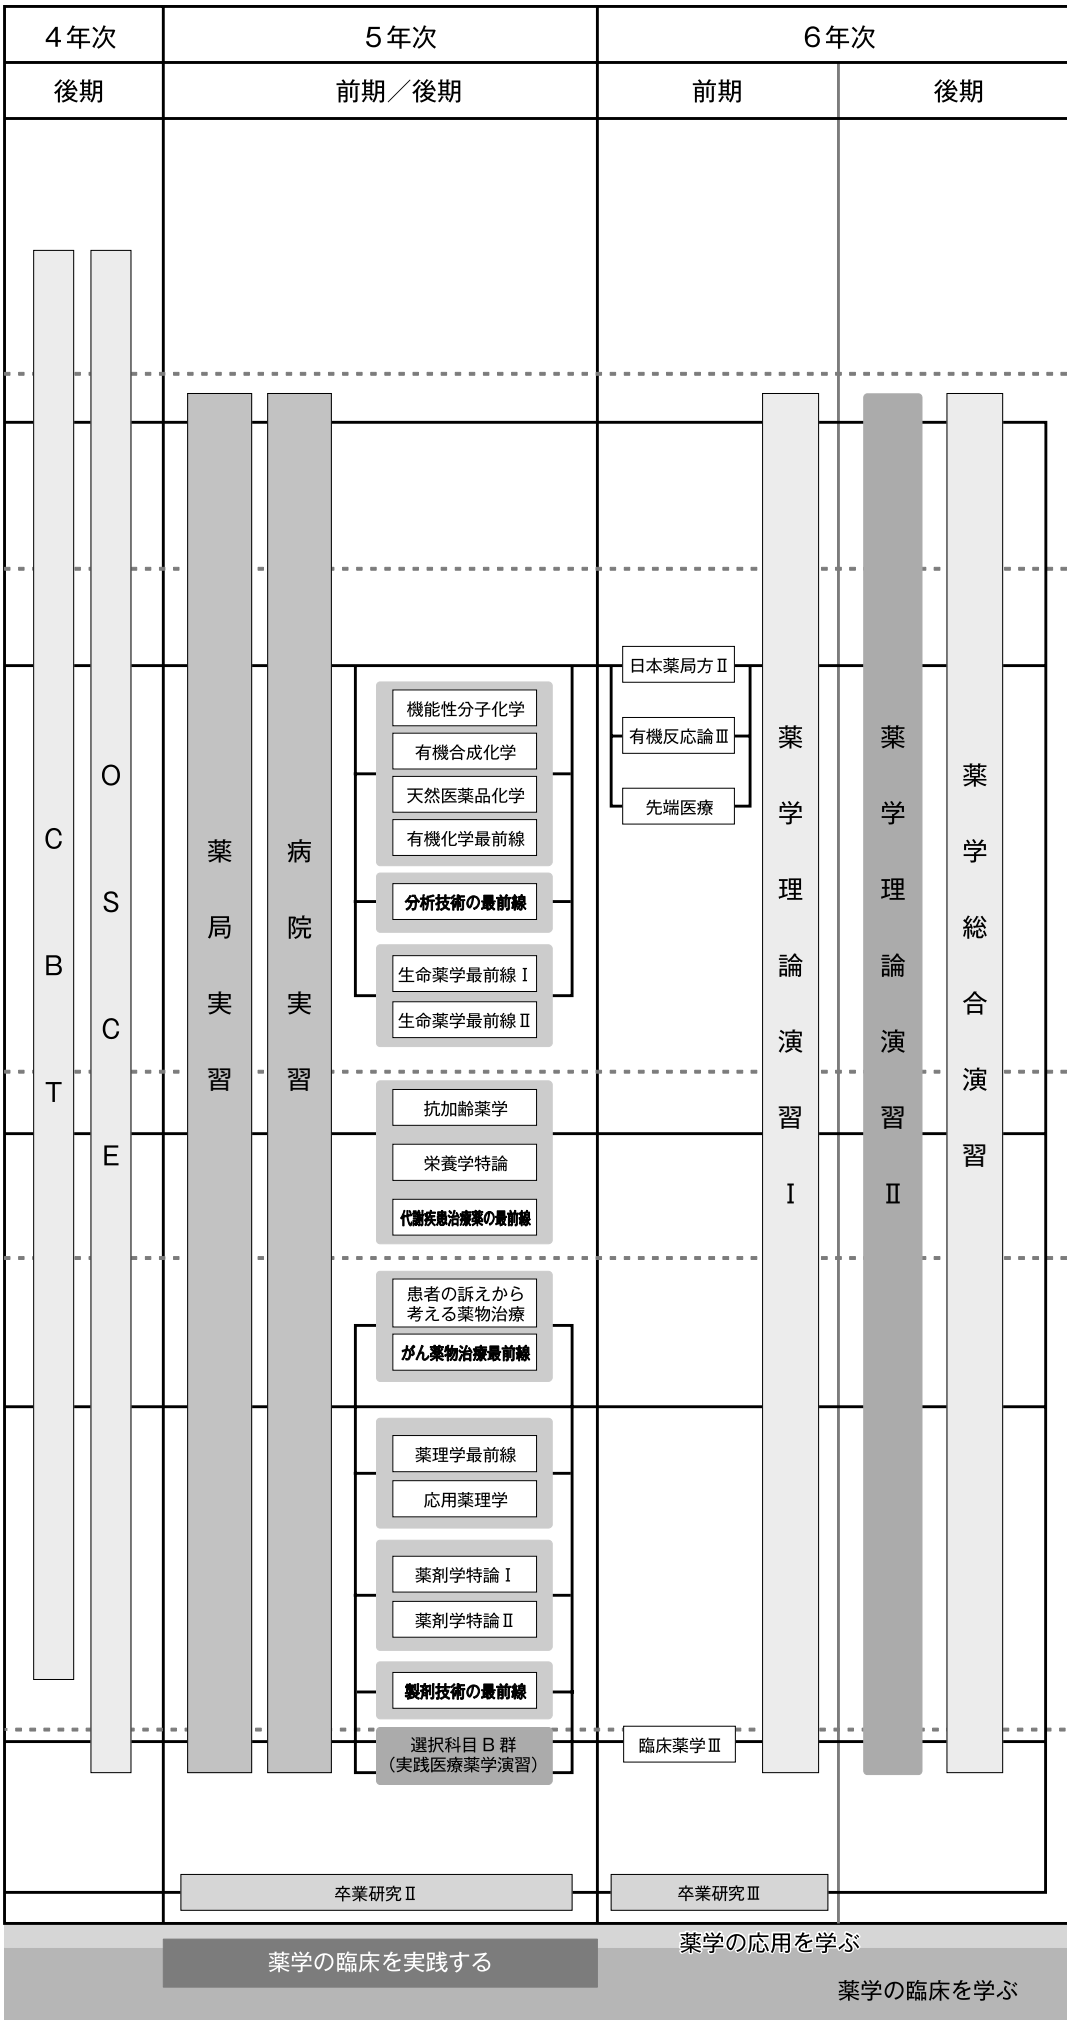 4年次
5年次
6年次
後期
前期／後期
前期
後期
CBT
OSCE
薬局実習
病院実習
機能性分子化学
有機合成化学
天然医薬品化学
有機化学最前線
分析技術の最前線
生命薬学最前線Ⅰ
生命薬学最前線Ⅱ
抗加齢薬学
栄養学特論
代謝疾患治療薬の最前線
患者の訴えから
考える薬物治療
がん薬物治療最前線
薬理学最前線
応用薬理学
薬剤学特論Ⅰ
薬剤学特論Ⅱ
製剤技術の最前線
選択科目B群
（実践医療薬学演習）
日本薬局方Ⅱ
有機反応論Ⅲ
先端医療
臨床薬学Ⅲ
薬学理論演習Ⅰ
薬学理論演習Ⅱ
薬学総合演習
卒業研究Ⅱ
卒業研究Ⅲ
薬学の応用を学ぶ
薬学の臨床を実践する
薬学の臨床を学ぶ